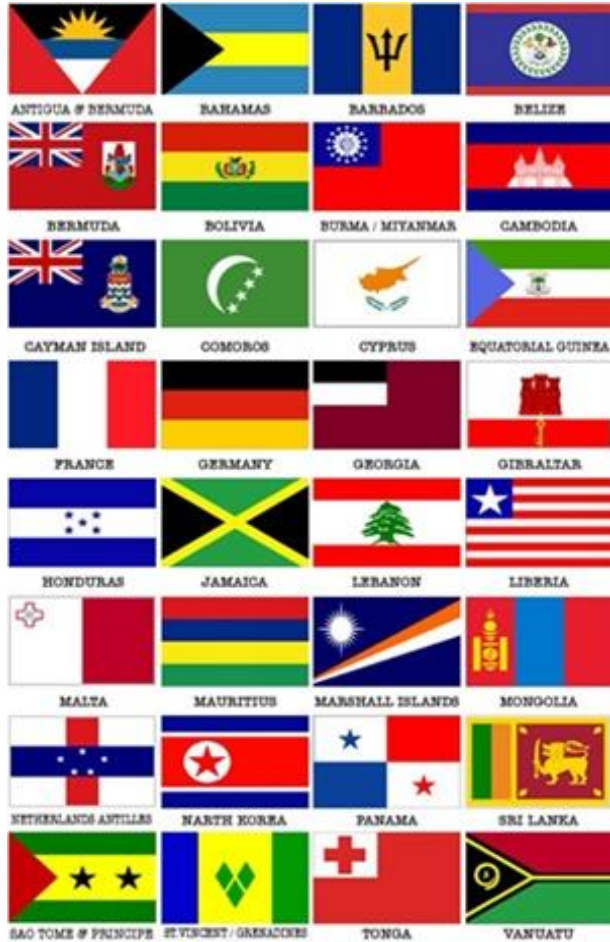 ANTIGUA & BERMUDA
BAHAMAS
BARBADOS
BELIZE
BERMUDA
BOLIVIA
BURMA / MIYANMAR
CAMBODIA
CAYMAN ISLAND
COMOROS
CYPRUS
EQUATORIAL GUINEA
FRANCE
GERMANY
GEORGIA
GIBRALTAR
HONDURAS
JAMAICA
LEBANON
LIBERIA
MALTA
MAURITIUS
MARSHALL ISLANDS
MONGOLIA
NETHERLANDS ANTILLES
NARTH KOREA
PANAMA
SRI LANKA
SAO TOME & PRINCIPE
ST.VINCENT / GRENADINES
TONGA
VANUATU